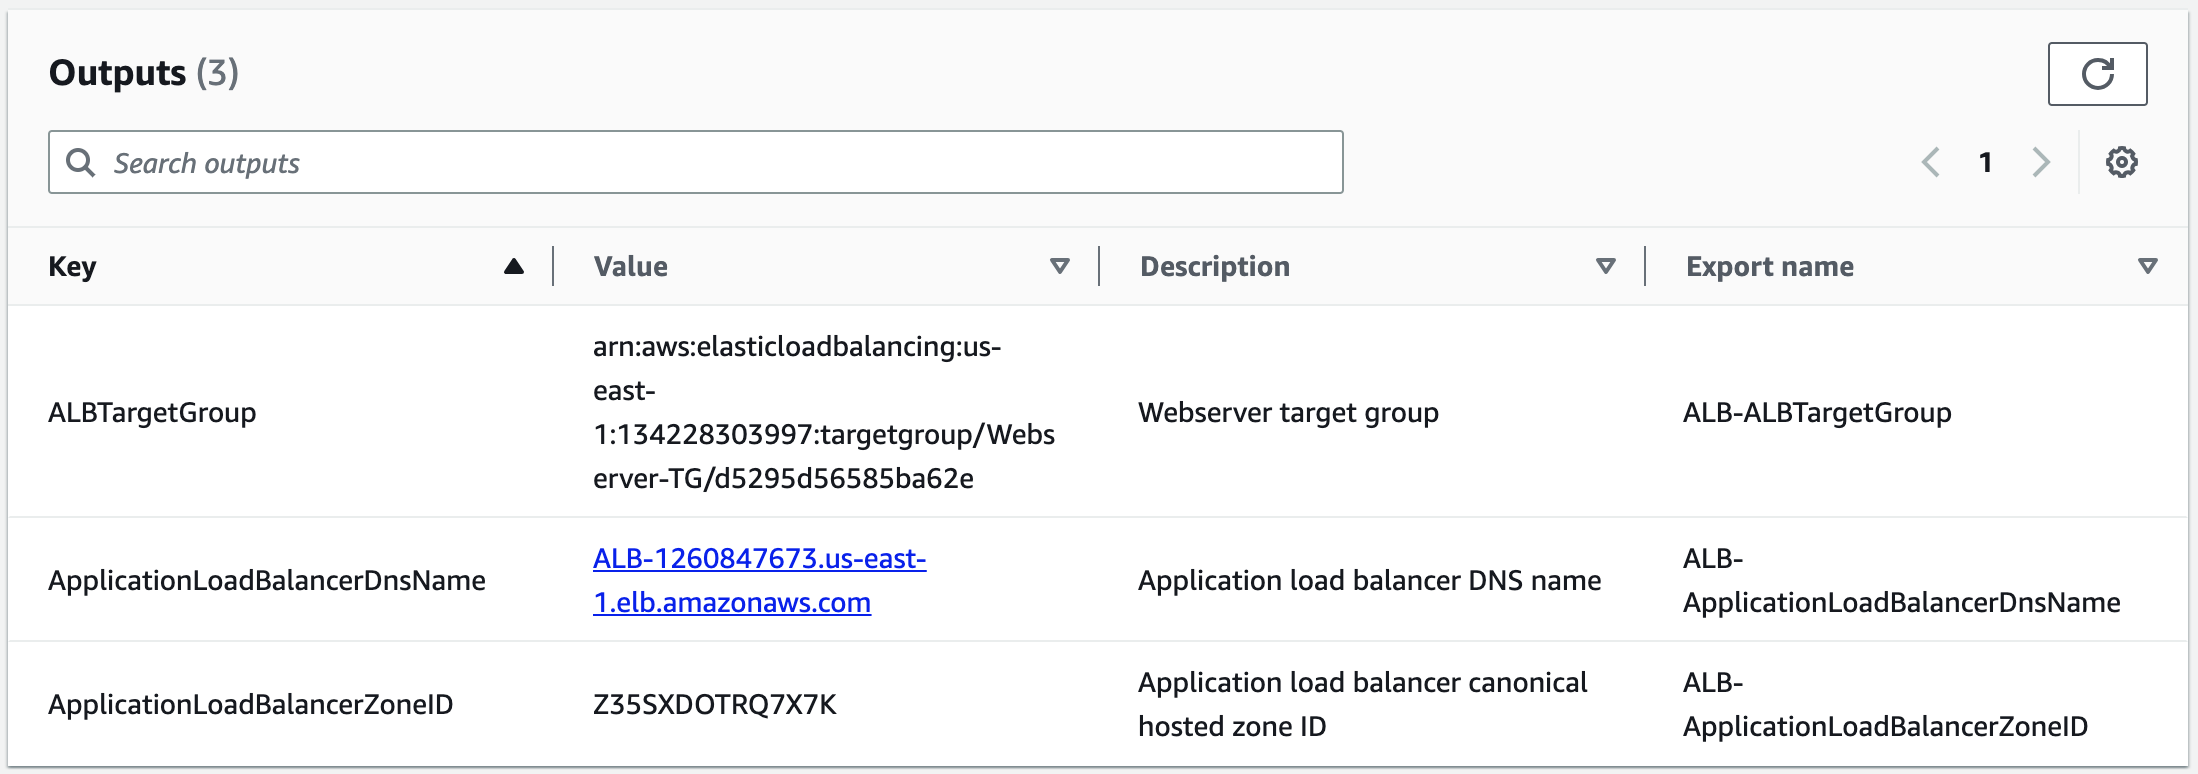 Outputs (3)
Search outputs
1
Key
Value
Description
Export name
ALBTargetGroup
arn:aws:elasticloadbalancing:us-
east-
1:134228303997:targetgroup/Webs
erver-TG/d5295d56585ba62e
Webserver target group
ALB-ALBTargetGroup
ApplicationLoadBalancerDnsName
ALB-1260847673.us-east-
1.elb.amazonaws.com
Application load balancer DNS name
ALB-
ApplicationLoadBalancerDnsName
ApplicationLoadBalancerZoneID
Z35SXDOTRQ7X7K
Application load balancer canonical
hosted zone ID
ALB-
ApplicationLoadBalancerZoneID